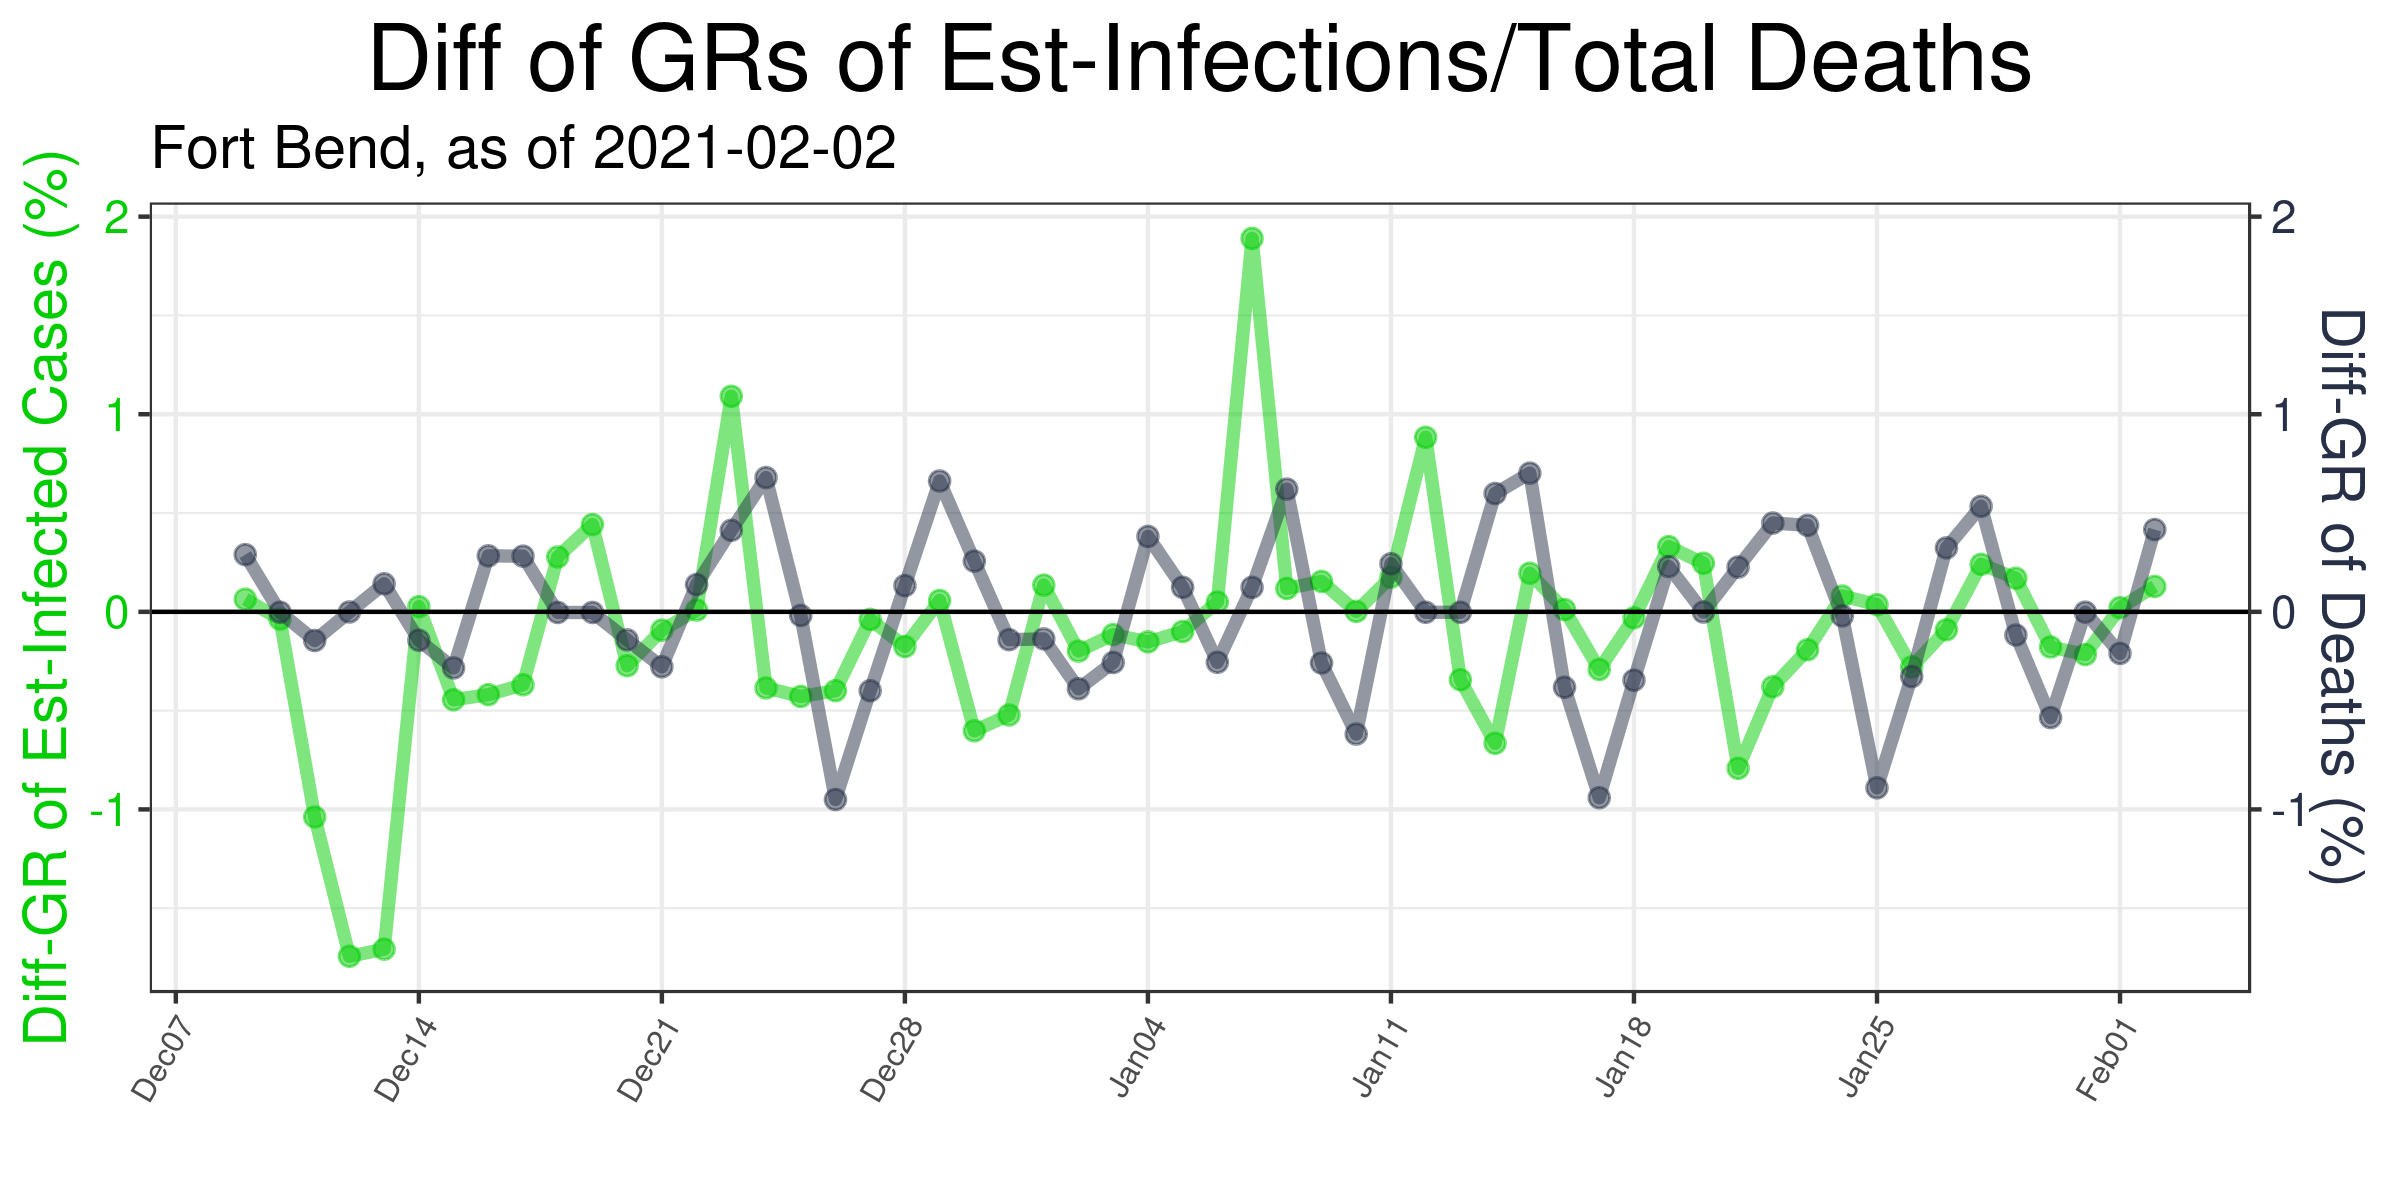 Diff of GRs of Est-Infections/Total Deaths
Fort Bend, as of 2021-02-02
Diff-GR of Est-Infected Cases (%)
2
1
0
-1
2
1
0
-1
Diff-GR of Deaths (%)
Dec07
Dec14
Dec21
Dec28
Jan04
Jan11
Jan18
Jan25
Feb01